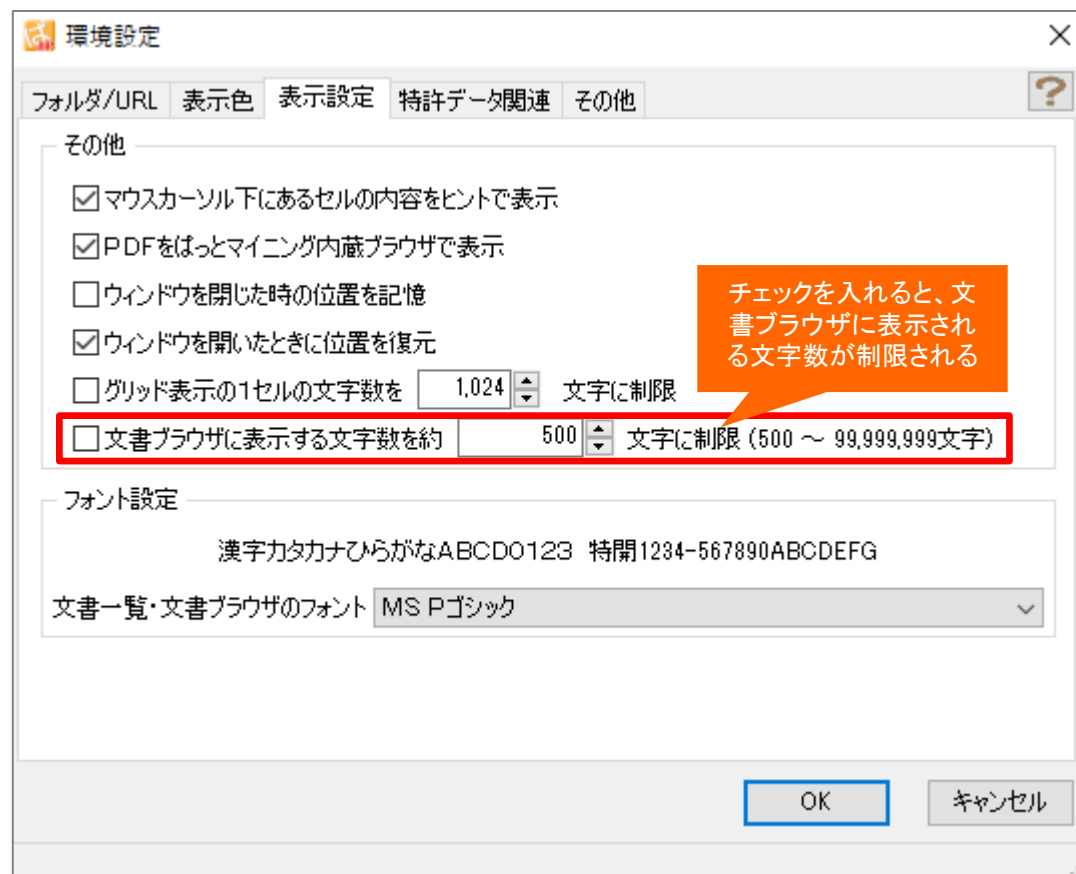 環境設定
フォルダ/URL 表示色 表示設定 特許データ関連 その他 ?
その他
マウスカーソル下にあるセルの内容をヒントで表示
PDFをぱっとマイニング内蔵ブラウザで表示
ウィンドウを閉じた時の位置を記憶
ウィンドウを開いたときに位置を復元
チェックを入れると、文
書ブラウザに表示され
る文字数が制限される
グリッド表示の1セルの文字数を 1,024 文字に制限
文書ブラウザに表示する文字数を約 500 文字に制限 (500 ～ 99,999,999文字)
フォント設定
漢字カタカナひらがなABCD0123 特開1234-567890ABCDEFG
文書一覧・文書ブラウザのフォント MS Pゴシック
OK キャンセル